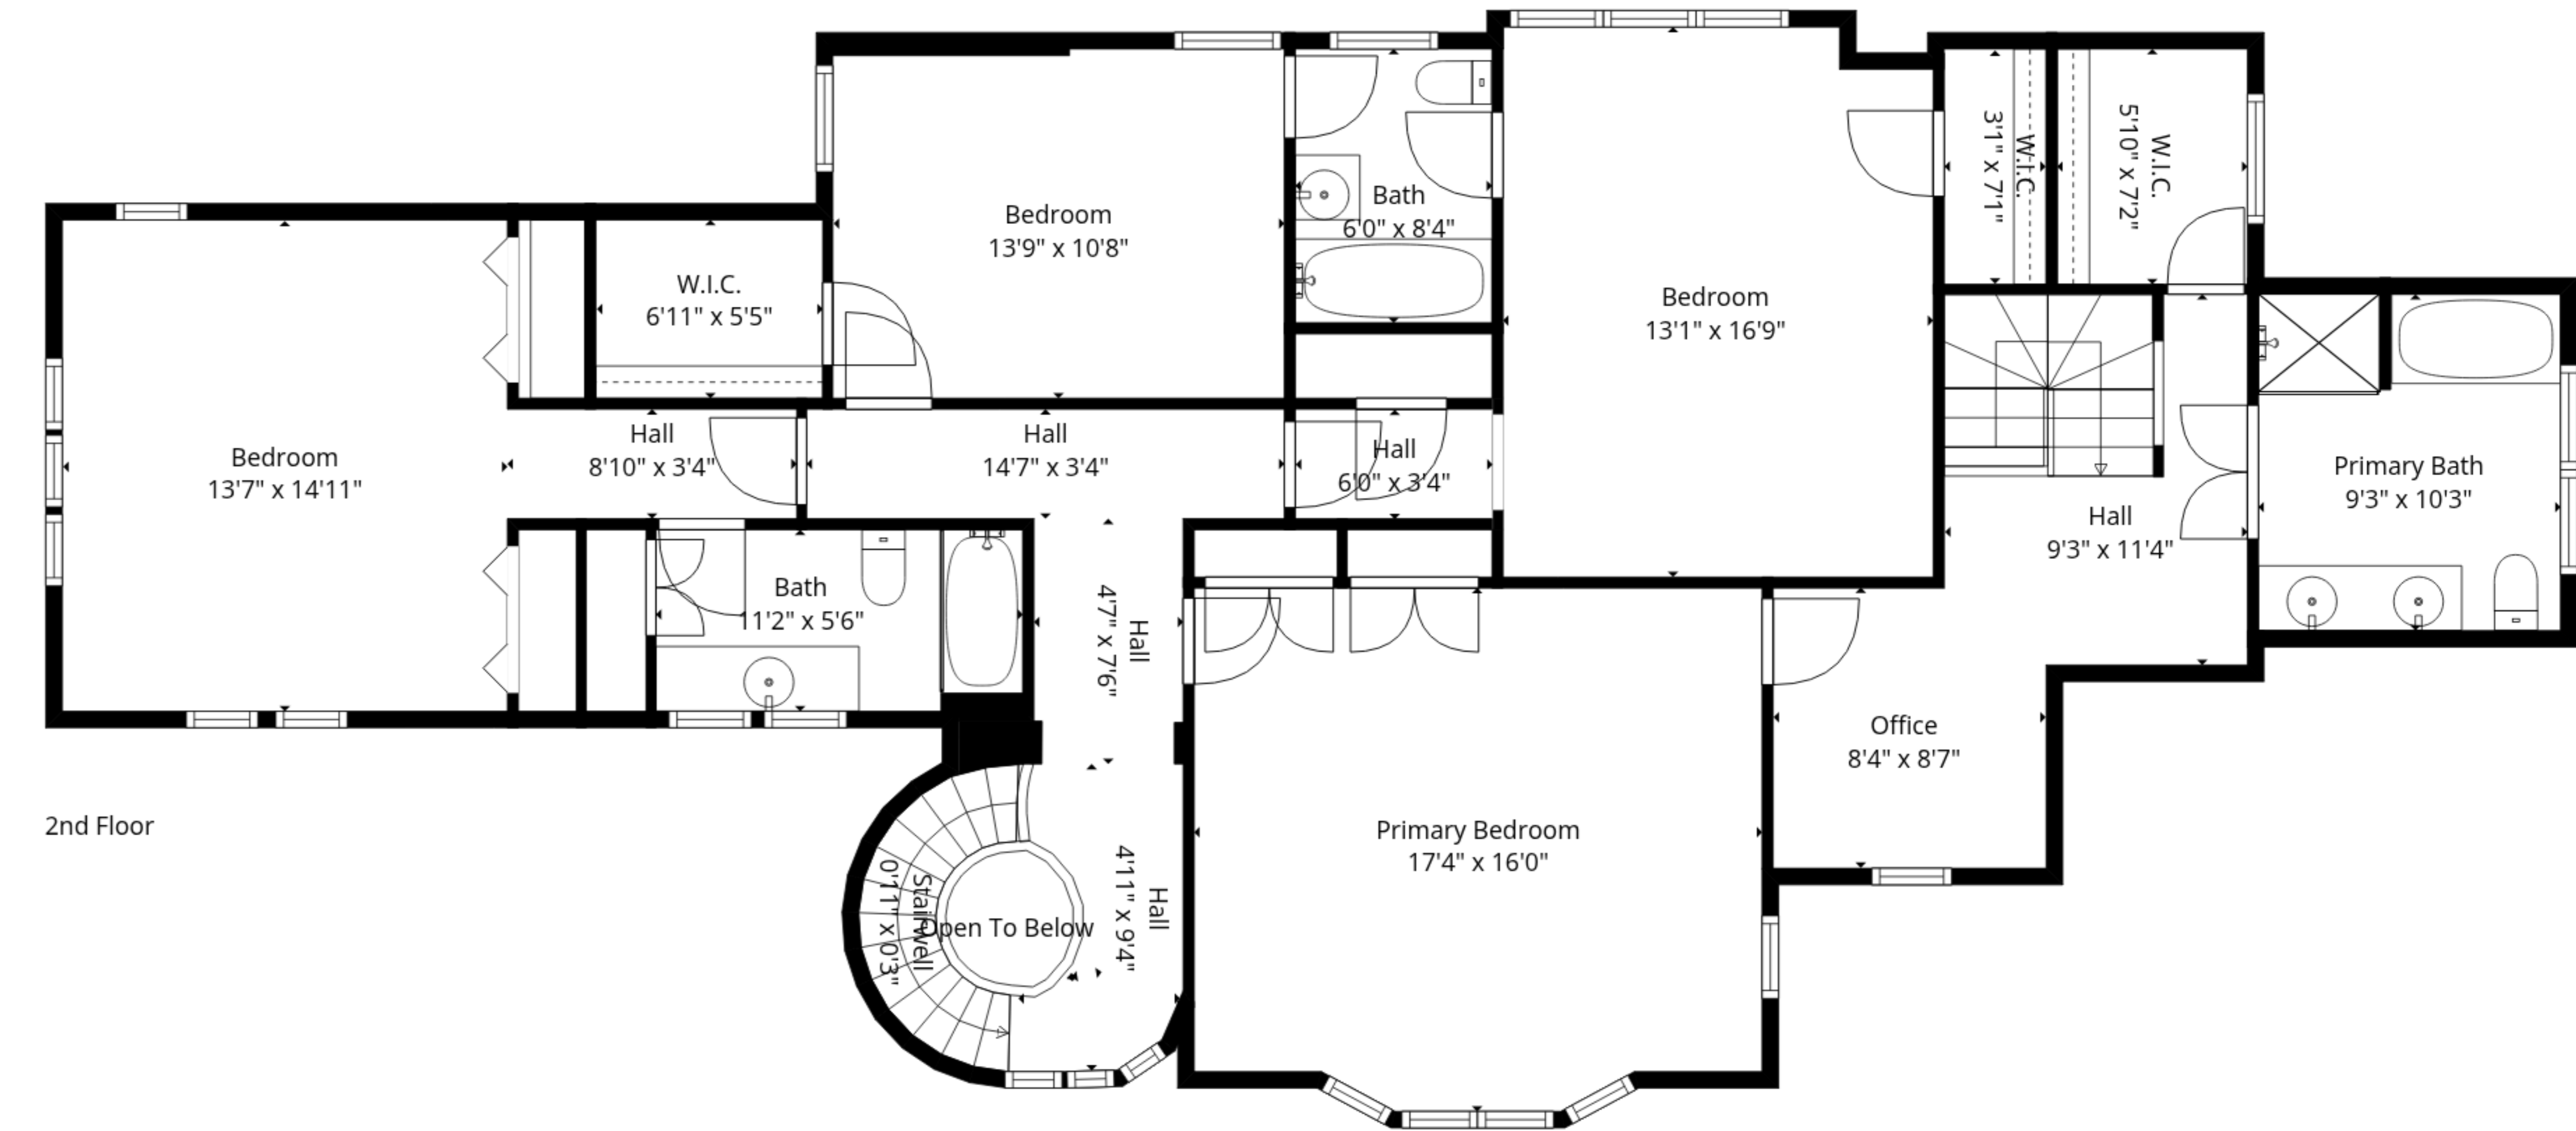 W.I.C.
3'1" x 7'1"
W.I.C.
5'10" x 7'2"
Bath
6'0" x 8'4"
Bedroom
13'9" x 10'8"
W.I.C.
6'11" x 5'5"
Bedroom
13'1" x 16'9"
Hall
8'10" x 3'4"
Hall
14'7" x 3'4"
Hall
6'0" x 3'4"
Bedroom
13'7" x 14'11"
Primary Bath
9'3" x 10'3"
Hall
9'3" x 11'4"
Bath
11'2" x 5'6"
Hall
4'7" x 7'6"
Office
8'4" x 8'7"
2nd Floor
Primary Bedroom
17'4" x 16'0"
Hall
4'11" x 9'4"
Stairwell
0'11" x 0'3"
Open To Below